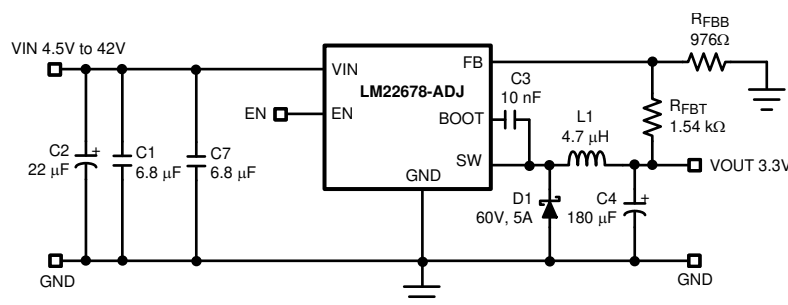 VIN 4.5V to 42V
C2
+
22 μF
C1
6.8 μF
C7
6.8 μF
GND
EN
VIN
LM22678-ADJ
EN
GND
FB
BOOT
SW
C3
10 nF
L1
4.7 μH
D1
60V, 5A
C4
+
180 μF
RFBB
976Ω
RFBT
1.54 kΩ
VOUT 3.3V
GND